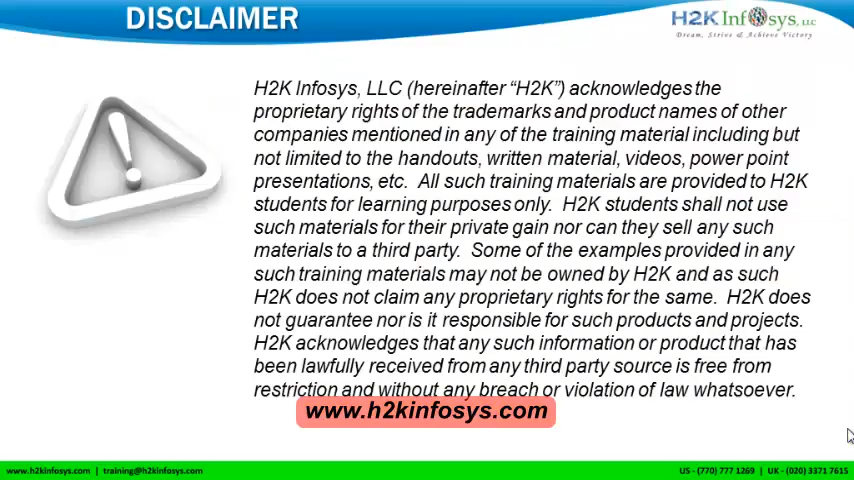 DISCLAIMER
H2K Infosys, LLC
Dream, Strive & Achieve Victory
H2K Infosys, LLC (hereinafter “H2K”) acknowledges the
proprietary rights of the trademarks and product names of other
companies mentioned in any of the training material including but
not limited to the handouts, written material, videos, power point
presentations, etc.  All such training materials are provided to H2K
students for learning purposes only.  H2K students shall not use
such materials for their private gain nor can they sell any such
materials to a third party.  Some of the examples provided in any
such training materials may not be owned by H2K and as such
H2K does not claim any proprietary rights for the same.  H2K does
not guarantee nor is it responsible for such products and projects.
H2K acknowledges that any such information or product that has
been lawfully received from any third party source is free from
restriction and without any breach or violation of law whatsoever.
www.h2kinfosys.com
www.h2kinfosys.com | training@h2kinfosys.com
US - (770) 777 1269 | UK - (020) 3371 7615